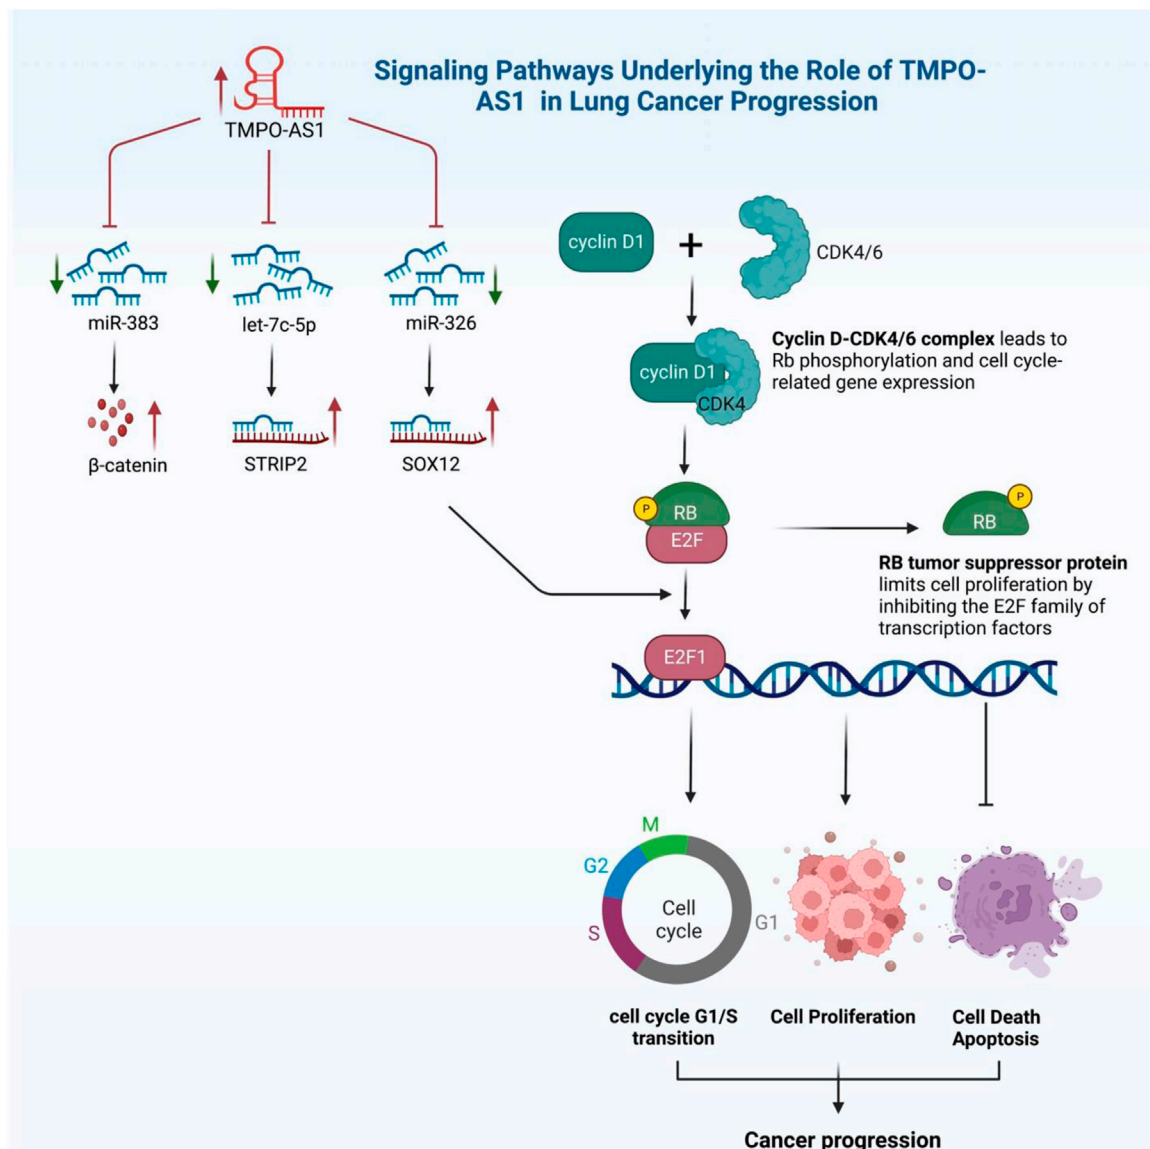 Signaling Pathways Underlying the Role of TMPO-
AS1 in Lung Cancer Progression
TMPO-AS1
miR-383
let-7c-5p
miR-326
β-catenin
STRIP2
SOX12
cyclin D1
+
CDK4/6
cyclin D1
CDK4
Cyclin D-CDK4/6 complex leads to
Rb phosphorylation and cell cycle-
related gene expression
P
RB
E2F
P
RB
RB tumor suppressor protein
limits cell proliferation by
inhibiting the E2F family of
transcription factors
E2F1
M
G2
S
G1
Cell
cycle
cell cycle G1/S
transition
Cell Proliferation
Cell Death
Apoptosis
Cancer progression